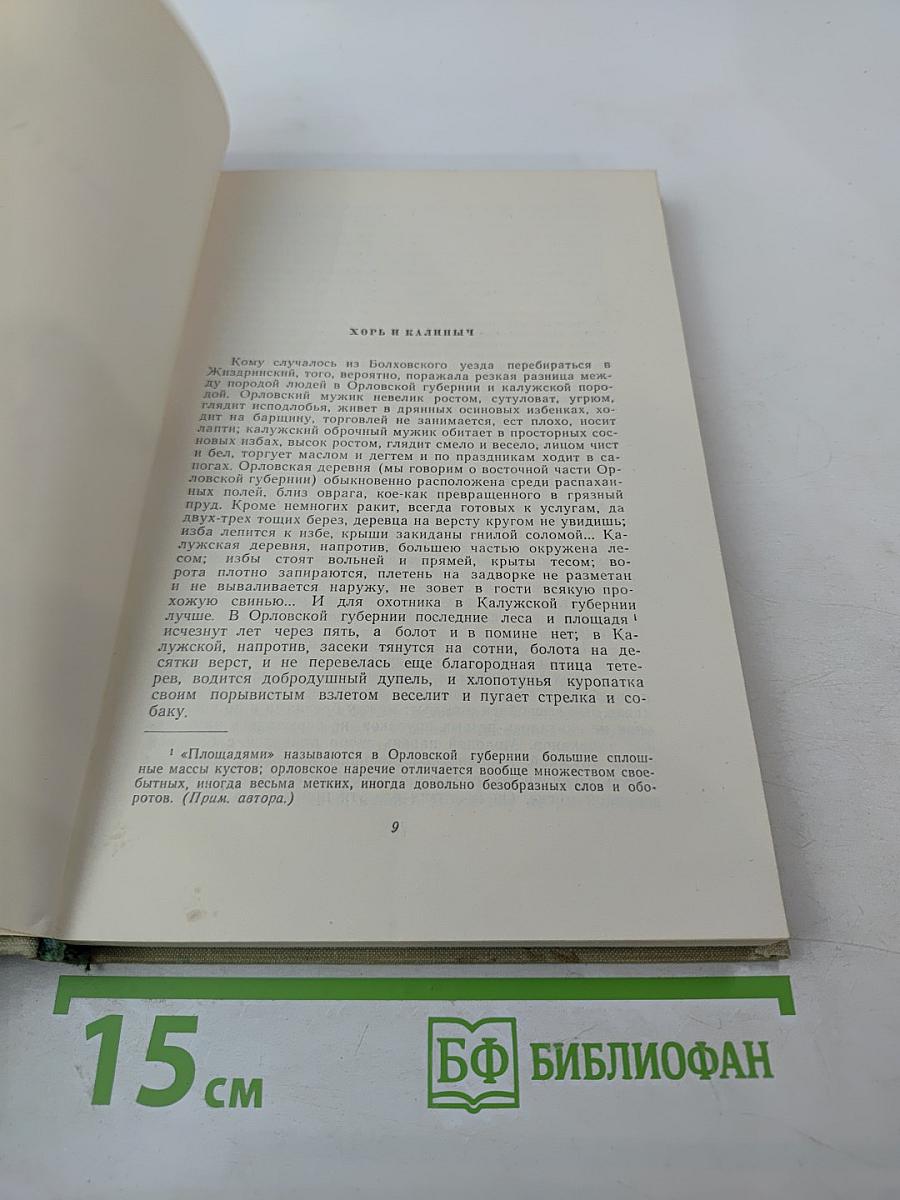 ХОРЬ И КАЛИНЫЧ
Кому случалось из Болховского уезда перебираться в
Жиздринский, того, вероятно, поражала резкая разница меж-
ду породой людей в Орловской губернии и калужской поро-
дой. Орловский мужик невелик ростом, сутуловат, угрюм,
глядит исподлобья, живет в дрянных осиновых избенках, хо-
дит на барщину, торговлей не занимается, ест плохо, носит
лапти; калужский оброчный мужик обитает в просторных сос-
новых избах, высок ростом, глядит смело и весело, лицом чист
и бел, торгует маслом и дегтем и по праздникам ходит в са-
погах. Орловская деревня (мы говорим о восточной части Ор-
ловской губернии) обыкновенно расположена среди распахан-
ных полей, близ оврага, кое-как превращенного в грязный
пруд. Кроме немногих ракит, всегда готовых к услугам, да
двух-трех тощих берез, деревца на версту кругом не увидишь;
изба лепится к избе, крыши закиданы гнилой соломой... Ка-
лужская деревня, напротив, большею частью окружена ле-
сом; избы стоят вольней и прямей, крыты тесом; во-
рота плотно запираются, плетень на задворке не разметан
и не вываливается наружу, не зовет в гости всякую про-
хожую свинью... И для охотника в Калужской губернии
лучше. В Орловской губернии последние леса и площадя ¹
исчезнут лет через пять, а болот и в помине нет; в Ка-
лужской, напротив, засеки тянутся на сотни, болота на де-
сятки верст, и не перевелась еще благородная птица тете-
рев, водится добродушный дупель, и хлопотунья куропатка
своим порывистым взлетом веселит и пугает стрелка и со-
баку.
¹ «Площадями» называются в Орловской губернии большие сплош-
ные массы кустов; орловское наречие отличается вообще множеством свое-
бытных, иногда весьма метких, иногда довольно безобразных слов и обо-
ротов. (Прим. автора.)
9
15 см
БФ БИБЛИОФАН